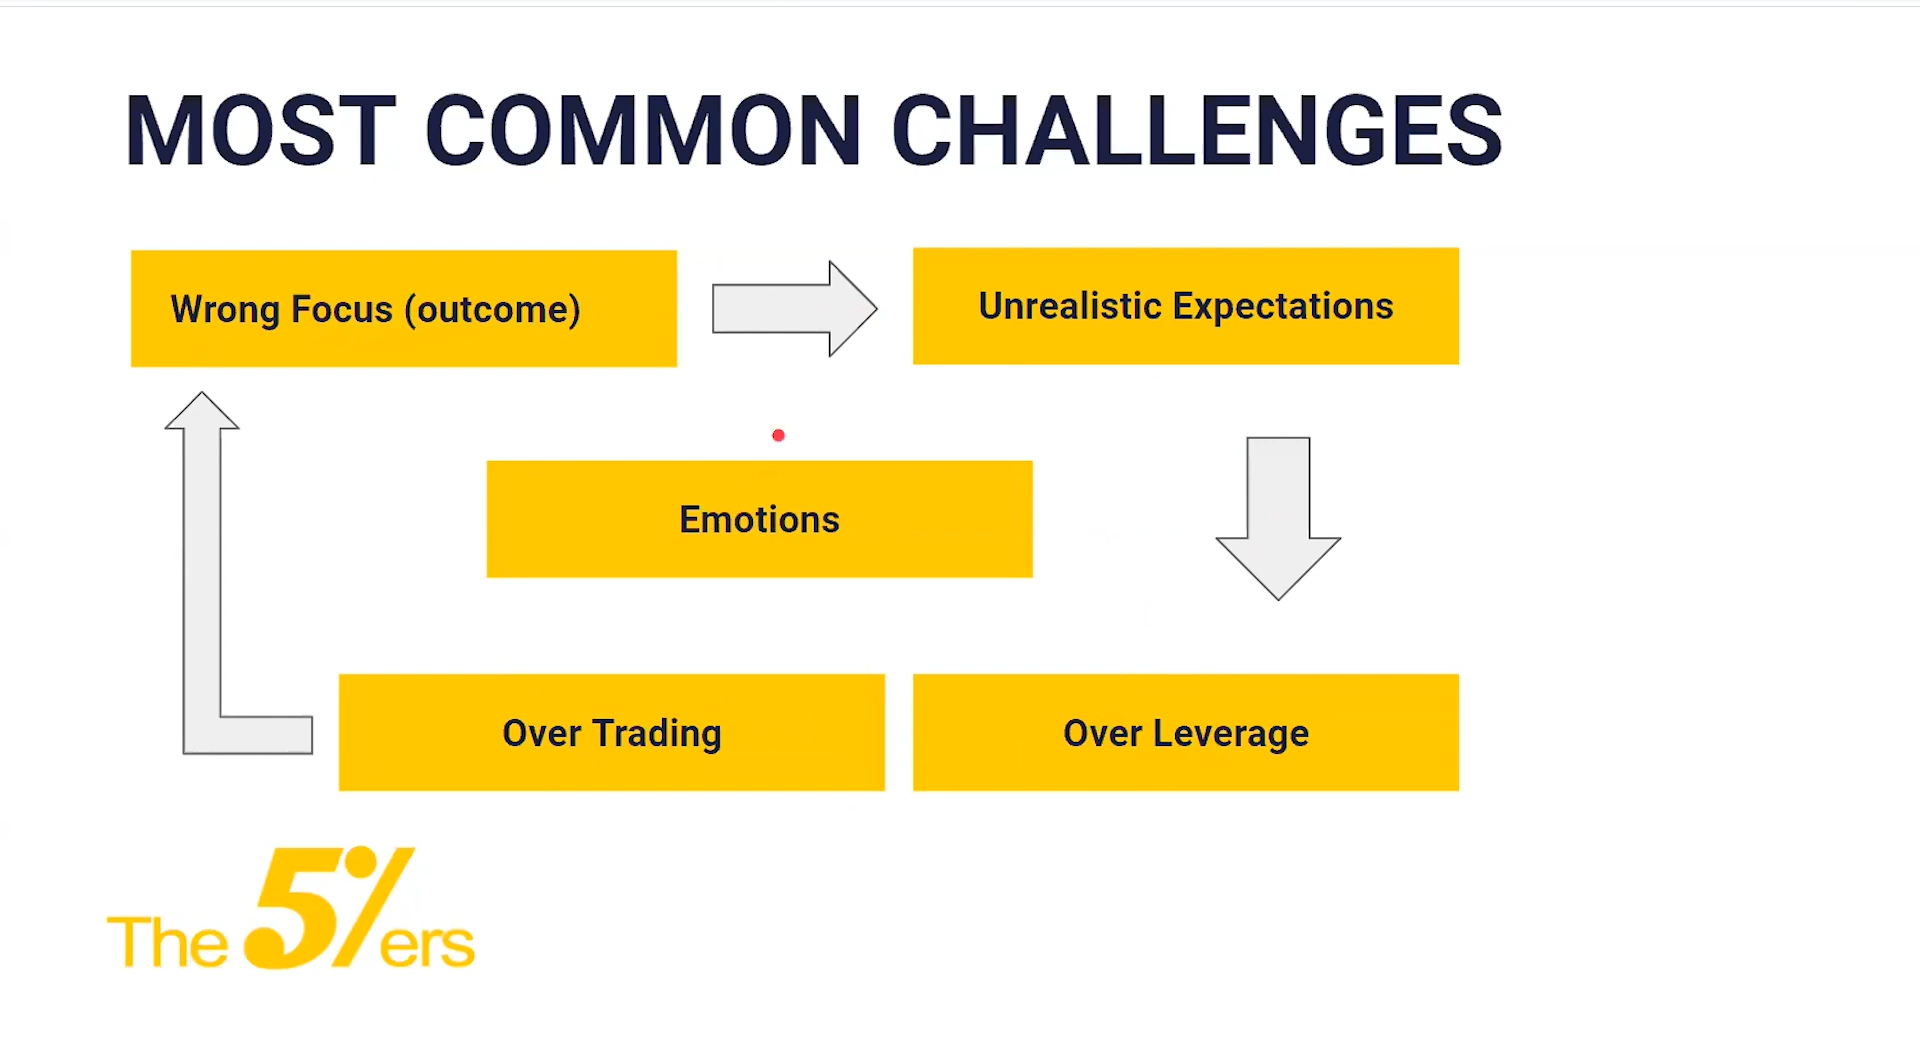 MOST COMMON CHALLENGES
Wrong Focus (outcome)
Unrealistic Expectations
Emotions
Over Trading
Over Leverage
The 5%ers